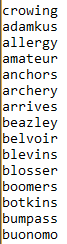 crowing
adamkus
allergy
amateur
anchors
archery
arrives
beazley
belvoir
blevins
blosser
boomers
botkins
bumpass
buonomo